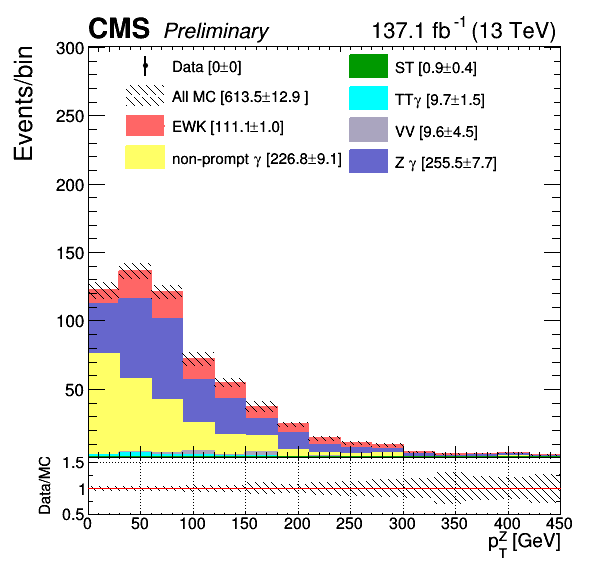 CMS Preliminary 137.1 fb⁻¹ (13 TeV)
Events/bin
300
250
200
150
100
50
Data [0±0]
All MC [613.5±12.9 ]
EWK [111.1±1.0]
non-prompt γ [226.8±9.1]
ST [0.9±0.4]
TTγ [9.7±1.5]
VV [9.6±4.5]
Z γ [255.5±7.7]
Data/MC
1.5
1
0.5
0 50 100 150 200 250 300 350 400 450
p_T^Z [GeV]